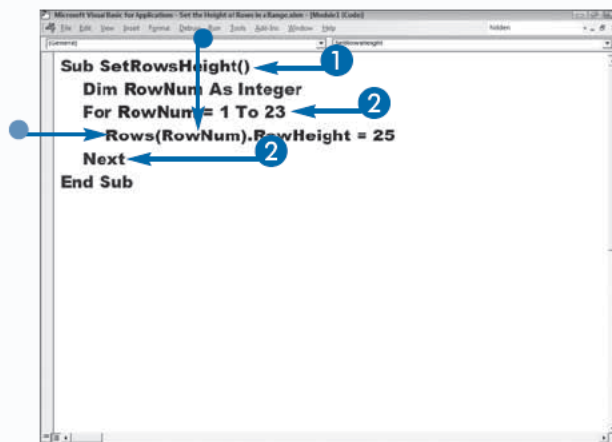 Microsoft Visual Basic for Applications - Set the Height of Rows in a Range.xlsm - [Module1 (Code)]
File Edit View Insert Format Debug Run Tools Add-Ins Window Help hidden
(General) SetRowsHeight
Sub SetRowsHeight() 1
Dim RowNum As Integer
For RowNum = 1 To 23 2
Rows(RowNum).RowHeight = 25
Next 2
End Sub